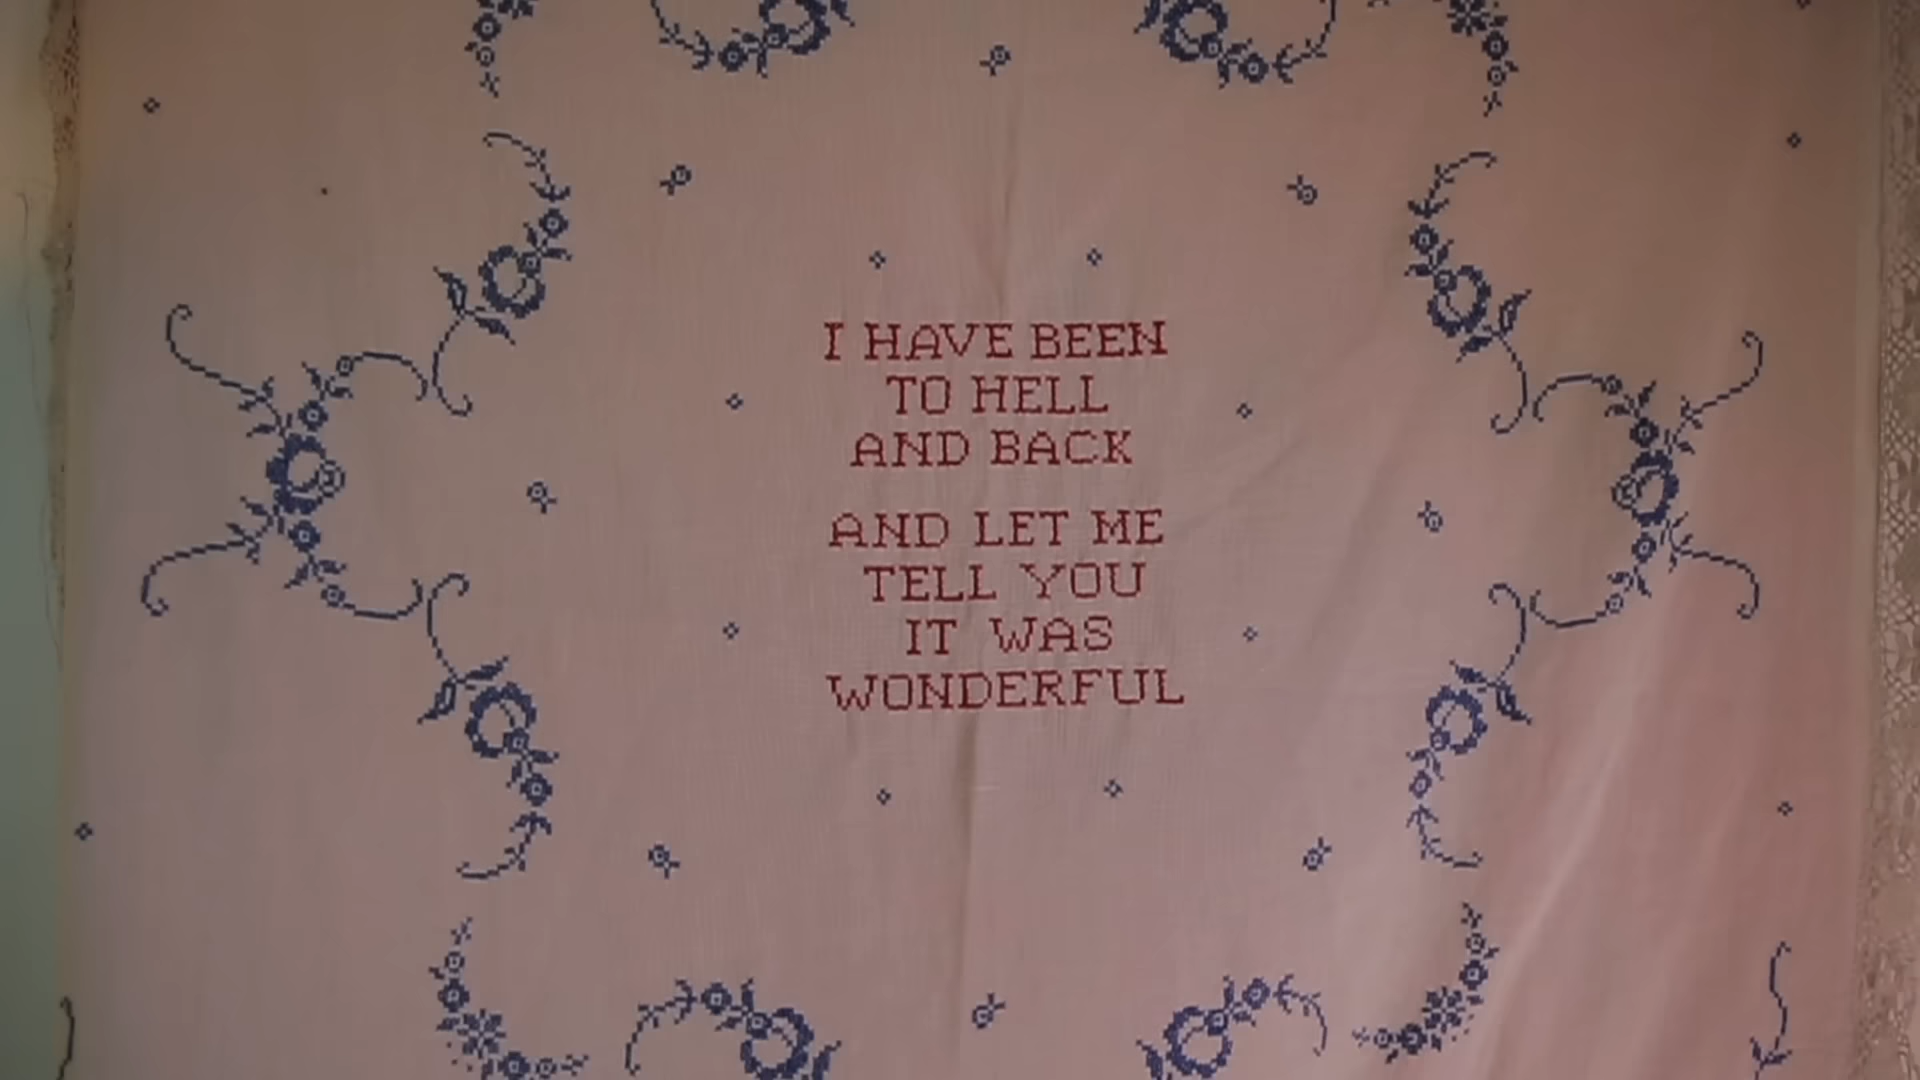 I HAVE BEEN
TO HELL
AND BACK
AND LET ME
TELL YOU
IT WAS
WONDERFUL